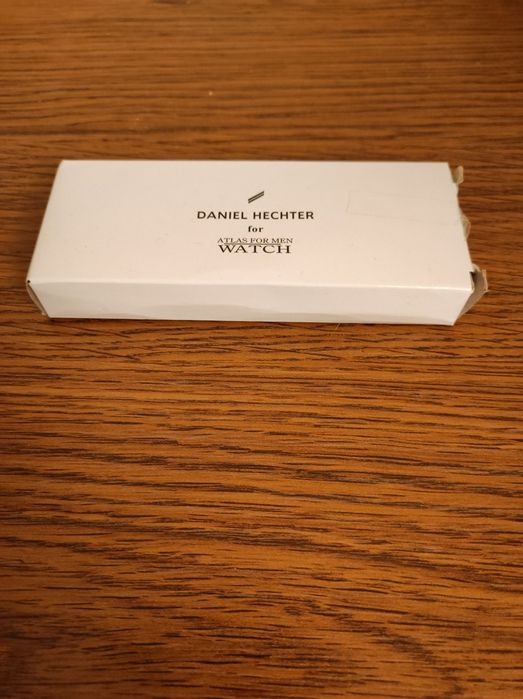 DANIEL HECHTER
for
ATLAS FOR MEN
WATCH